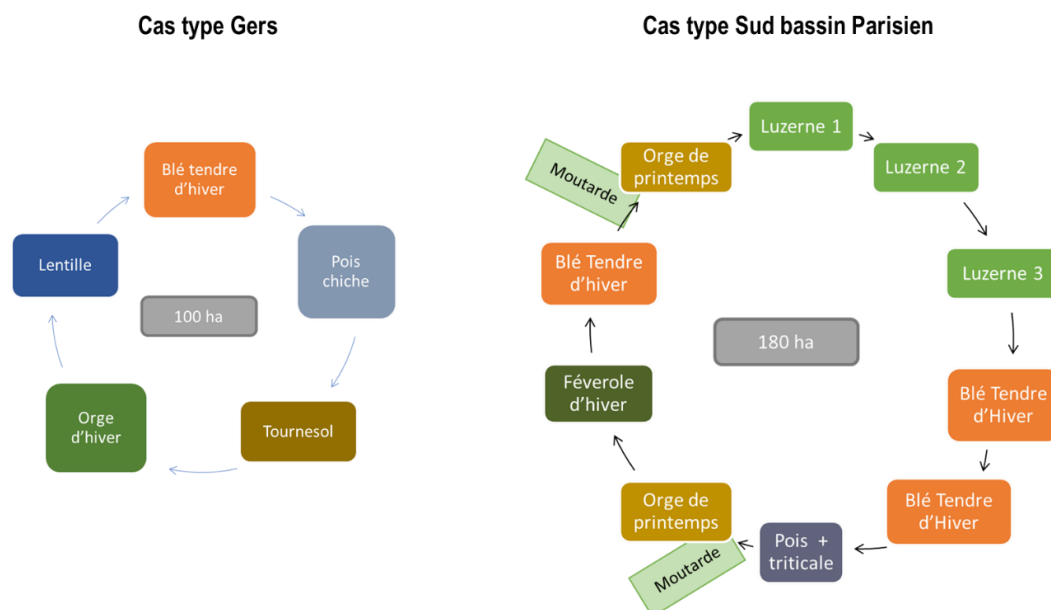 Cas type Gers
Blé tendre
d'hiver
Pois
chiche
Tournesol
Orge
d'hiver
Lentille
100 ha
Cas type Sud bassin Parisien
Luzerne 1
Luzerne 2
Luzerne 3
Blé Tendre
d'Hiver
Blé Tendre
d'Hiver
Pois +
triticale
Moutarde
Orge de
printemps
Féverole
d'hiver
Blé Tendre
d'hiver
Moutarde
Orge de
printemps
180 ha